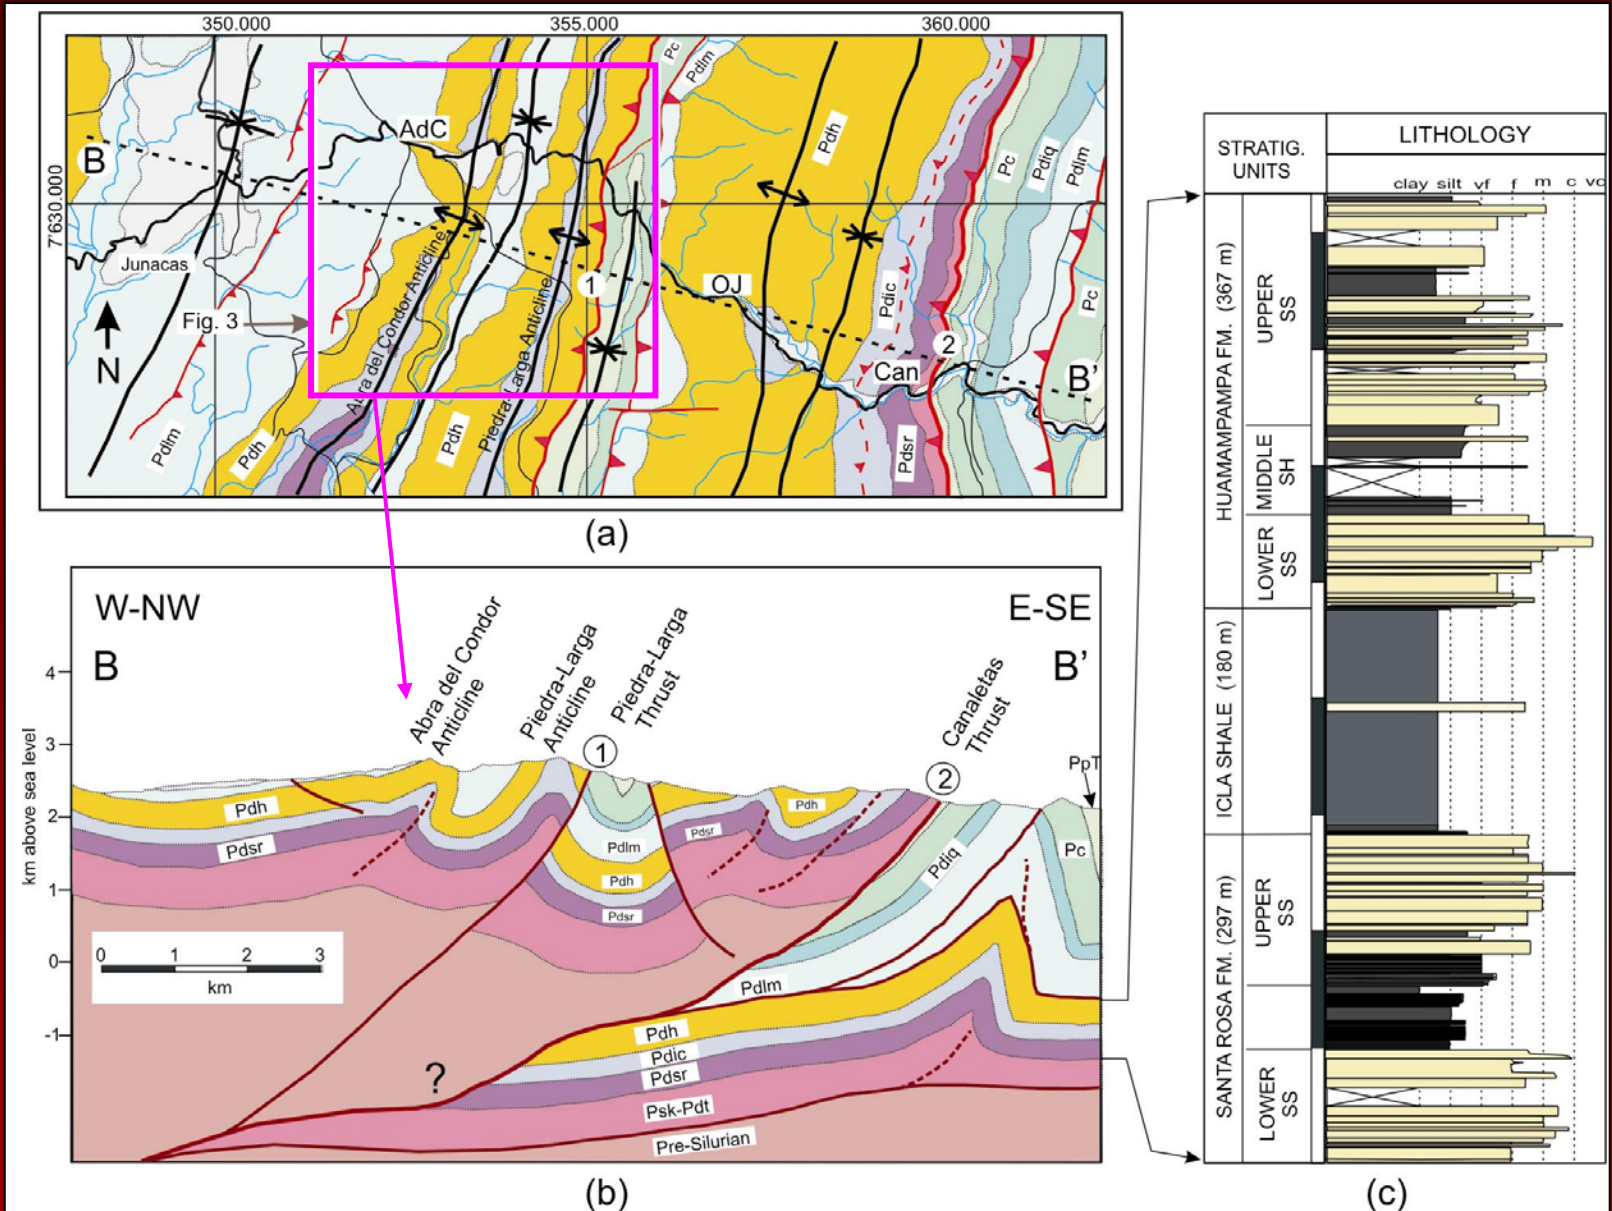 350.000
355.000
360.000
7'630.000
B
AdC
Pc
Pdlm
Pdh
Pc
Pdiq
Pdlm
Junacas
Fig. 3
N
Abra del Condor Anticline
Piedra-Larga Anticline
1
OJ
Pdic
2
Can
B'
Pc
Pdlm
Pdh
Pdh
Pdsr
(a)
W-NW
E-SE
B
B'
km above sea level
4
3
2
1
0
-1
Abra del Condor
Anticline
Piedra-Larga
Anticline
Piedra-Larga
Thrust
1
Canaletas
Thrust
2
PpT
Pdh
Pdsr
Pdlm
Pdh
Pdsr
Pdsr
Pdh
Pdiq
Pc
0 1 2 3
km
Pdlm
Pdh
Pdic
Pdsr
Psk-Pdt
Pre-Silurian
?
(b)
STRATIG.
UNITS
LITHOLOGY
clay silt vf f m c vc
HUAMAMPAMPA FM. (367 m)
UPPER
SS
MIDDLE
SH
LOWER
SS
ICLA SHALE (180 m)
SANTA ROSA FM. (297 m)
UPPER
SS
LOWER
SS
(c)